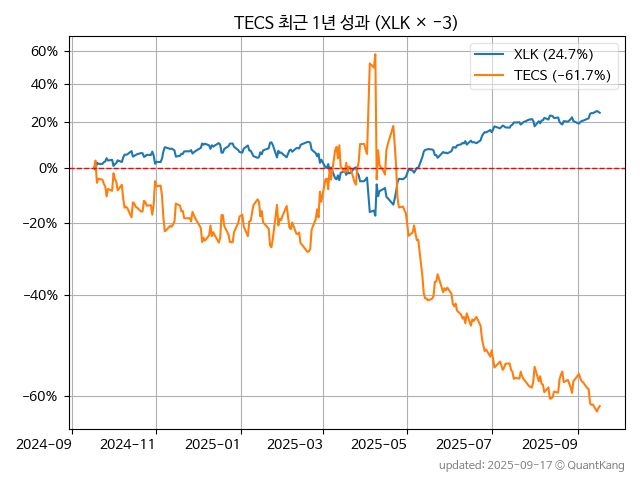 TECS 최근 1년 성과 (XLK × −3)
XLK (24.7%)
TECS (−61.7%)
60%
40%
20%
0%
−20%
−40%
−60%
2024-09 2024-11 2025-01 2025-03 2025-05 2025-07 2025-09
updated: 2025-09-17 © QuantKang